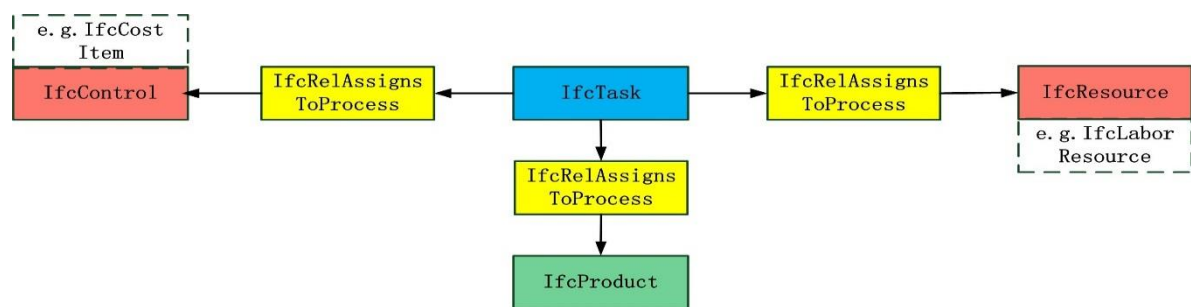 e.g.IfcCost
Item
IfcControl
IfcRelAssigns
ToProcess
IfcTask
IfcRelAssigns
ToProcess
IfcResource
e.g.IfcLabor
Resource
IfcRelAssigns
ToProcess
IfcProduct